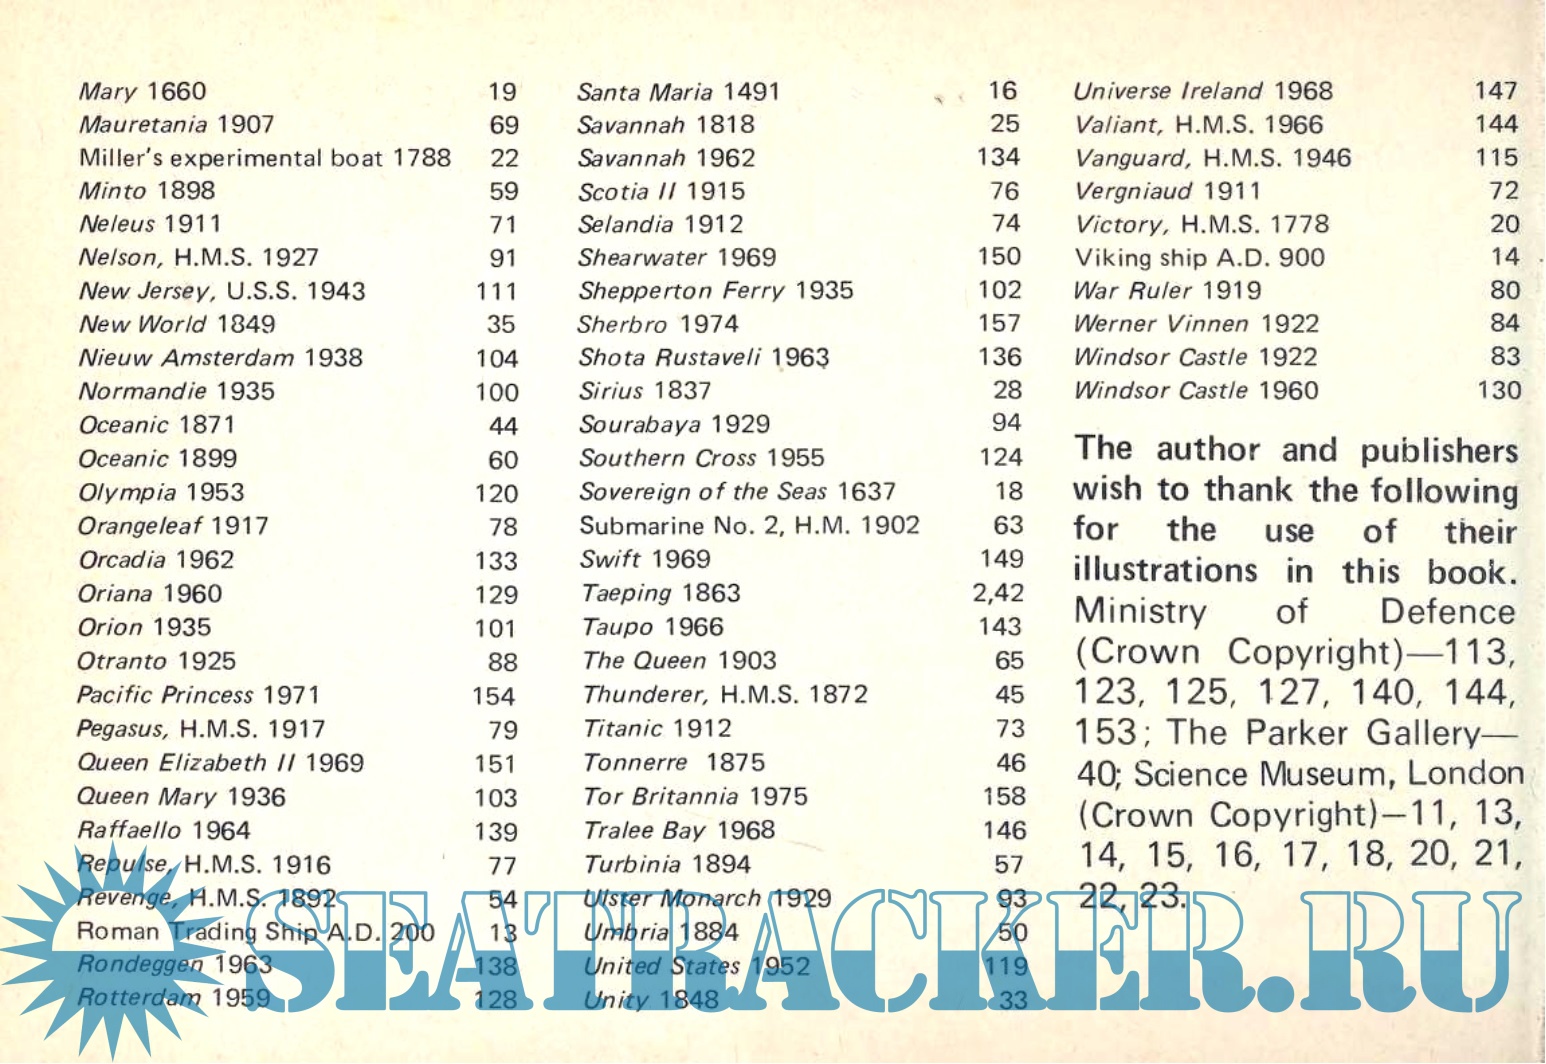 Mary 1660 19
Mauretania 1907 69
Miller's experimental boat 1788 22
Minto 1898 59
Neleus 1911 71
Nelson, H.M.S. 1927 91
New Jersey, U.S.S. 1943 111
New World 1849 35
Nieuw Amsterdam 1938 104
Normandie 1935 100
Oceanic 1871 44
Oceanic 1899 60
Olympia 1953 120
Orangeleaf 1917 78
Orcadia 1962 133
Oriana 1960 129
Orion 1935 101
Otranto 1925 88
Pacific Princess 1971 154
Pegasus, H.M.S. 1917 79
Queen Elizabeth II 1969 151
Queen Mary 1936 103
Raffaello 1964 139
Repulse, H.M.S. 1916 77
Revenge, H.M.S. 1892 54
Roman Trading Ship A.D. 200 13
Rondeggen 1963 138
Rotterdam 1959 128
Santa Maria 1491 16
Savannah 1818 25
Savannah 1962 134
Scotia II 1915 76
Selandia 1912 74
Shearwater 1969 150
Shepperton Ferry 1935 102
Sherbro 1974 157
Shota Rustaveli 1963 136
Sirius 1837 28
Sourabaya 1929 94
Southern Cross 1955 124
Sovereign of the Seas 1637 18
Submarine No. 2, H.M. 1902 63
Swift 1969 149
Taeping 1863 2,42
Taupo 1966 143
The Queen 1903 65
Thunderer, H.M.S. 1872 45
Titanic 1912 73
Tonnerre 1875 46
Tor Britannia 1975 158
Tralee Bay 1968 146
Turbinia 1894 57
Ulster Monarch 1929 93
Umbria 1884 50
United States 1952 119
Unity 1848 33
Universe Ireland 1968 147
Valiant, H.M.S. 1966 144
Vanguard, H.M.S. 1946 115
Vergniaud 1911 72
Victory, H.M.S. 1778 20
Viking ship A.D. 900 14
War Ruler 1919 80
Werner Vinnen 1922 84
Windsor Castle 1922 83
Windsor Castle 1960 130
The author and publishers
wish to thank the following
for the use of their
illustrations in this book.
Ministry of Defence
(Crown Copyright)—113,
123, 125, 127, 140, 144,
153; The Parker Gallery—
40; Science Museum, London
(Crown Copyright)—11, 13,
14, 15, 16, 17, 18, 20, 21,
22, 23.
SEATRACKER.RU